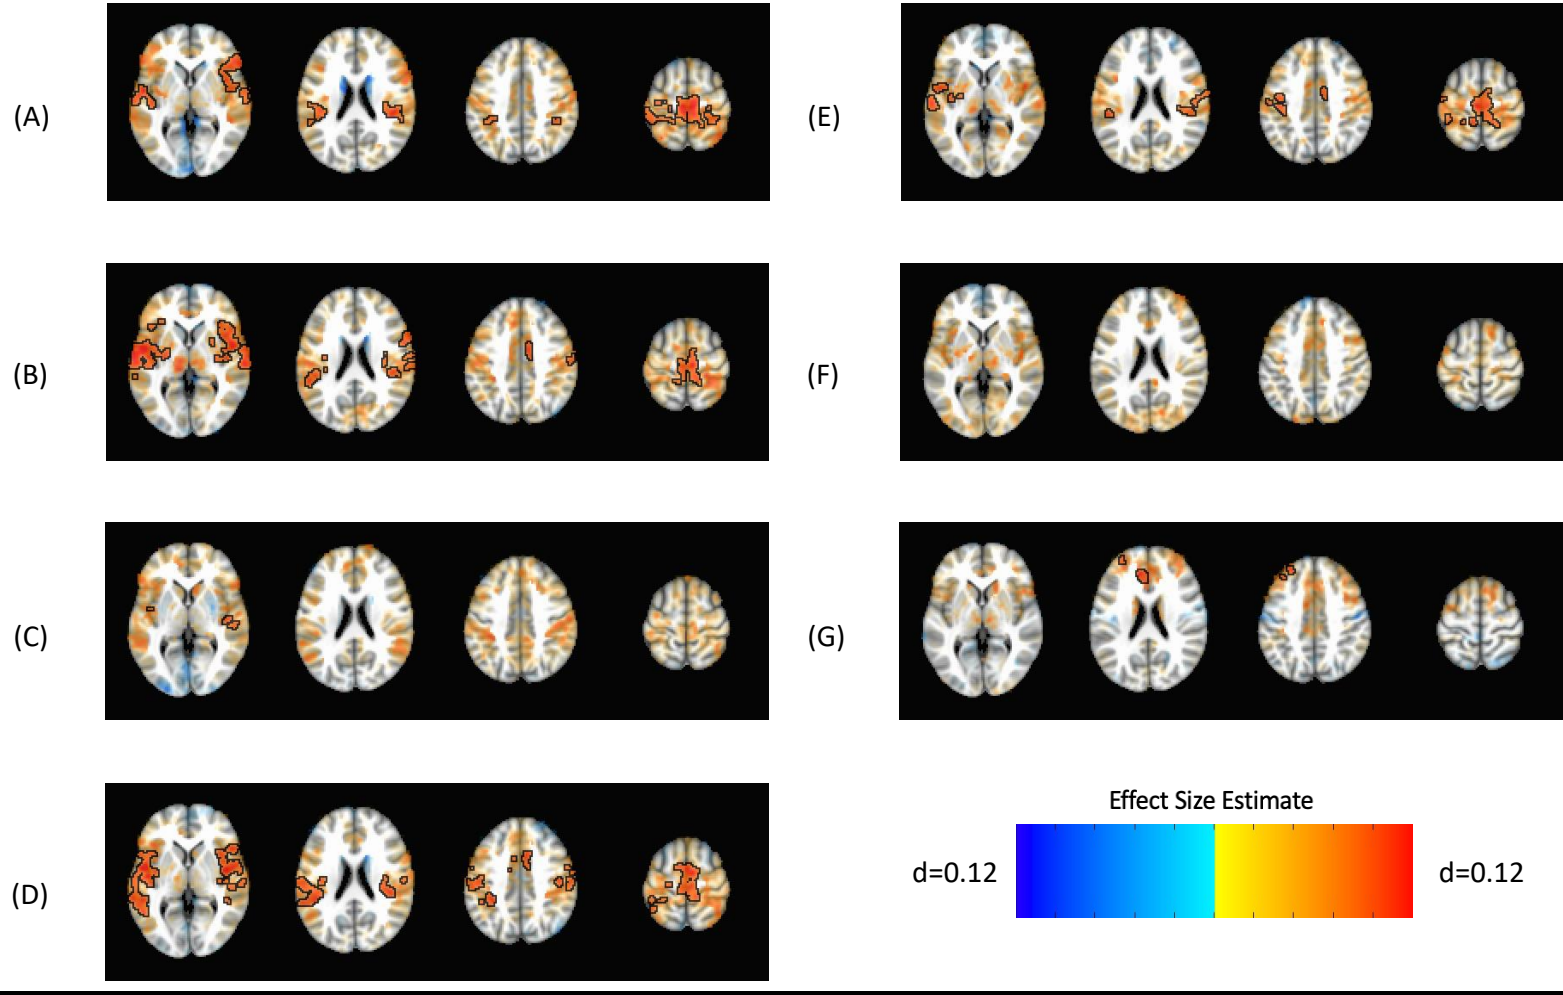 (A)
(E)
(B)
(F)
(C)
(G)
(D)
Effect Size Estimate
d=0.12
d=0.12